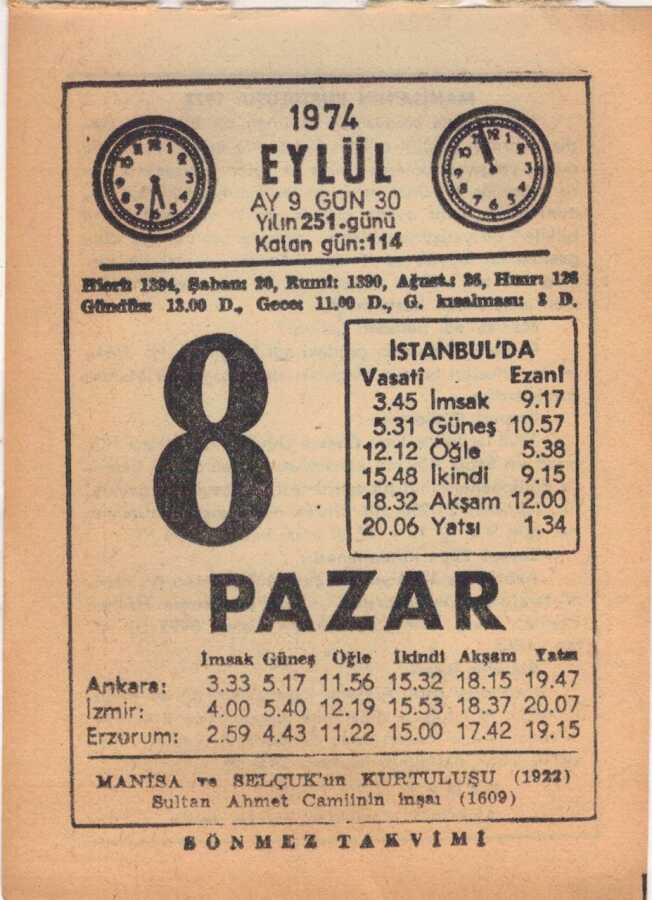 1974
EYLÜL
AY 9 GÜN 30
Yılın 251.günü
Kalan gün:114
Hicrî: 1394, Şaban: 20, Rumî: 1390, Ağust.: 26, Hızır: 126
Gündüz 13.00 D., Gece: 11.00 D., G. kısalması: 3 D.
8
İSTANBUL'DA
Vasatî Ezanî
3.45 İmsak 9.17
5.31 Güneş 10.57
12.12 Öğle 5.38
15.48 İkindi 9.15
18.32 Akşam 12.00
20.06 Yatsı 1.34
PAZAR
İmsak Güneş Öğle İkindi Akşam Yatsı
Ankara: 3.33 5.17 11.56 15.32 18.15 19.47
İzmir: 4.00 5.40 12.19 15.53 18.37 20.07
Erzurum: 2.59 4.43 11.22 15.00 17.42 19.15
MANİSA ve SELÇUK'un KURTULUŞU (1922)
Sultan Ahmet Camiinin inşaı (1609)
SÖNMEZ TAKVİMİ